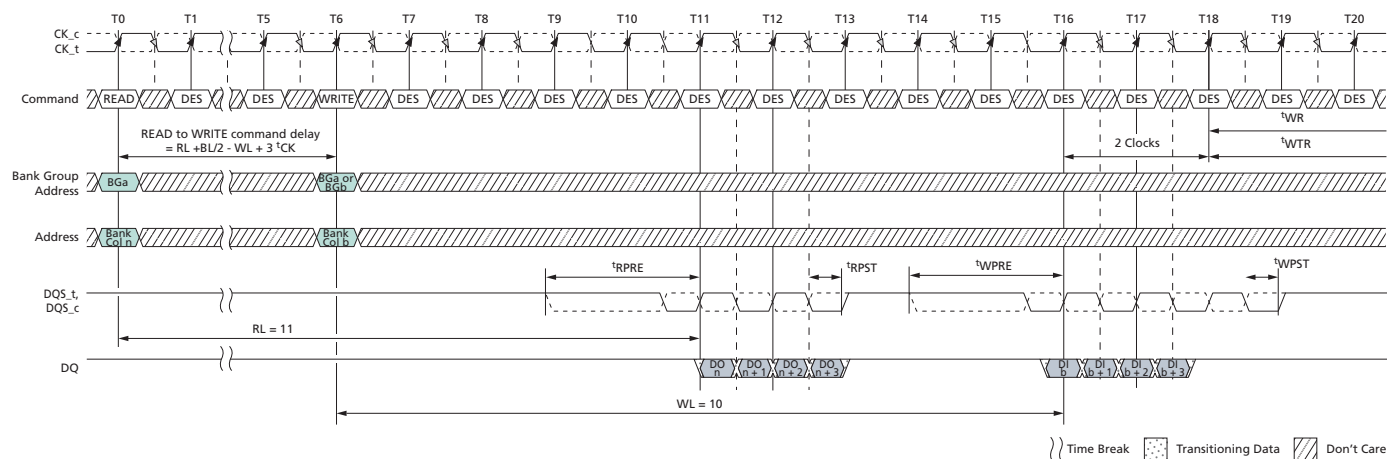 T0 T1 T5 T6 T7 T8 T9 T10 T11 T12 T13 T14 T15 T16 T17 T18 T19 T20
CK_c
CK_t
Command READ DES DES WRITE DES DES DES DES DES DES DES DES DES DES DES DES DES DES
READ to WRITE command delay
= RL +BL/2 - WL + 3 tCK
tWR
2 Clocks
tWTR
Bank Group
Address
BGa
BGa or
BGb
Address
Bank
Col n
Bank
Col b
tRPRE tRPST tWPRE tWPST
DQS_t,
DQS_c
RL = 11
DQ
DO
n
DO
n + 1
DO
n + 2
DO
n + 3
DI
b
DI
b + 1
DI
b + 2
DI
b + 3
WL = 10
Time Break Transitioning Data Don't Care